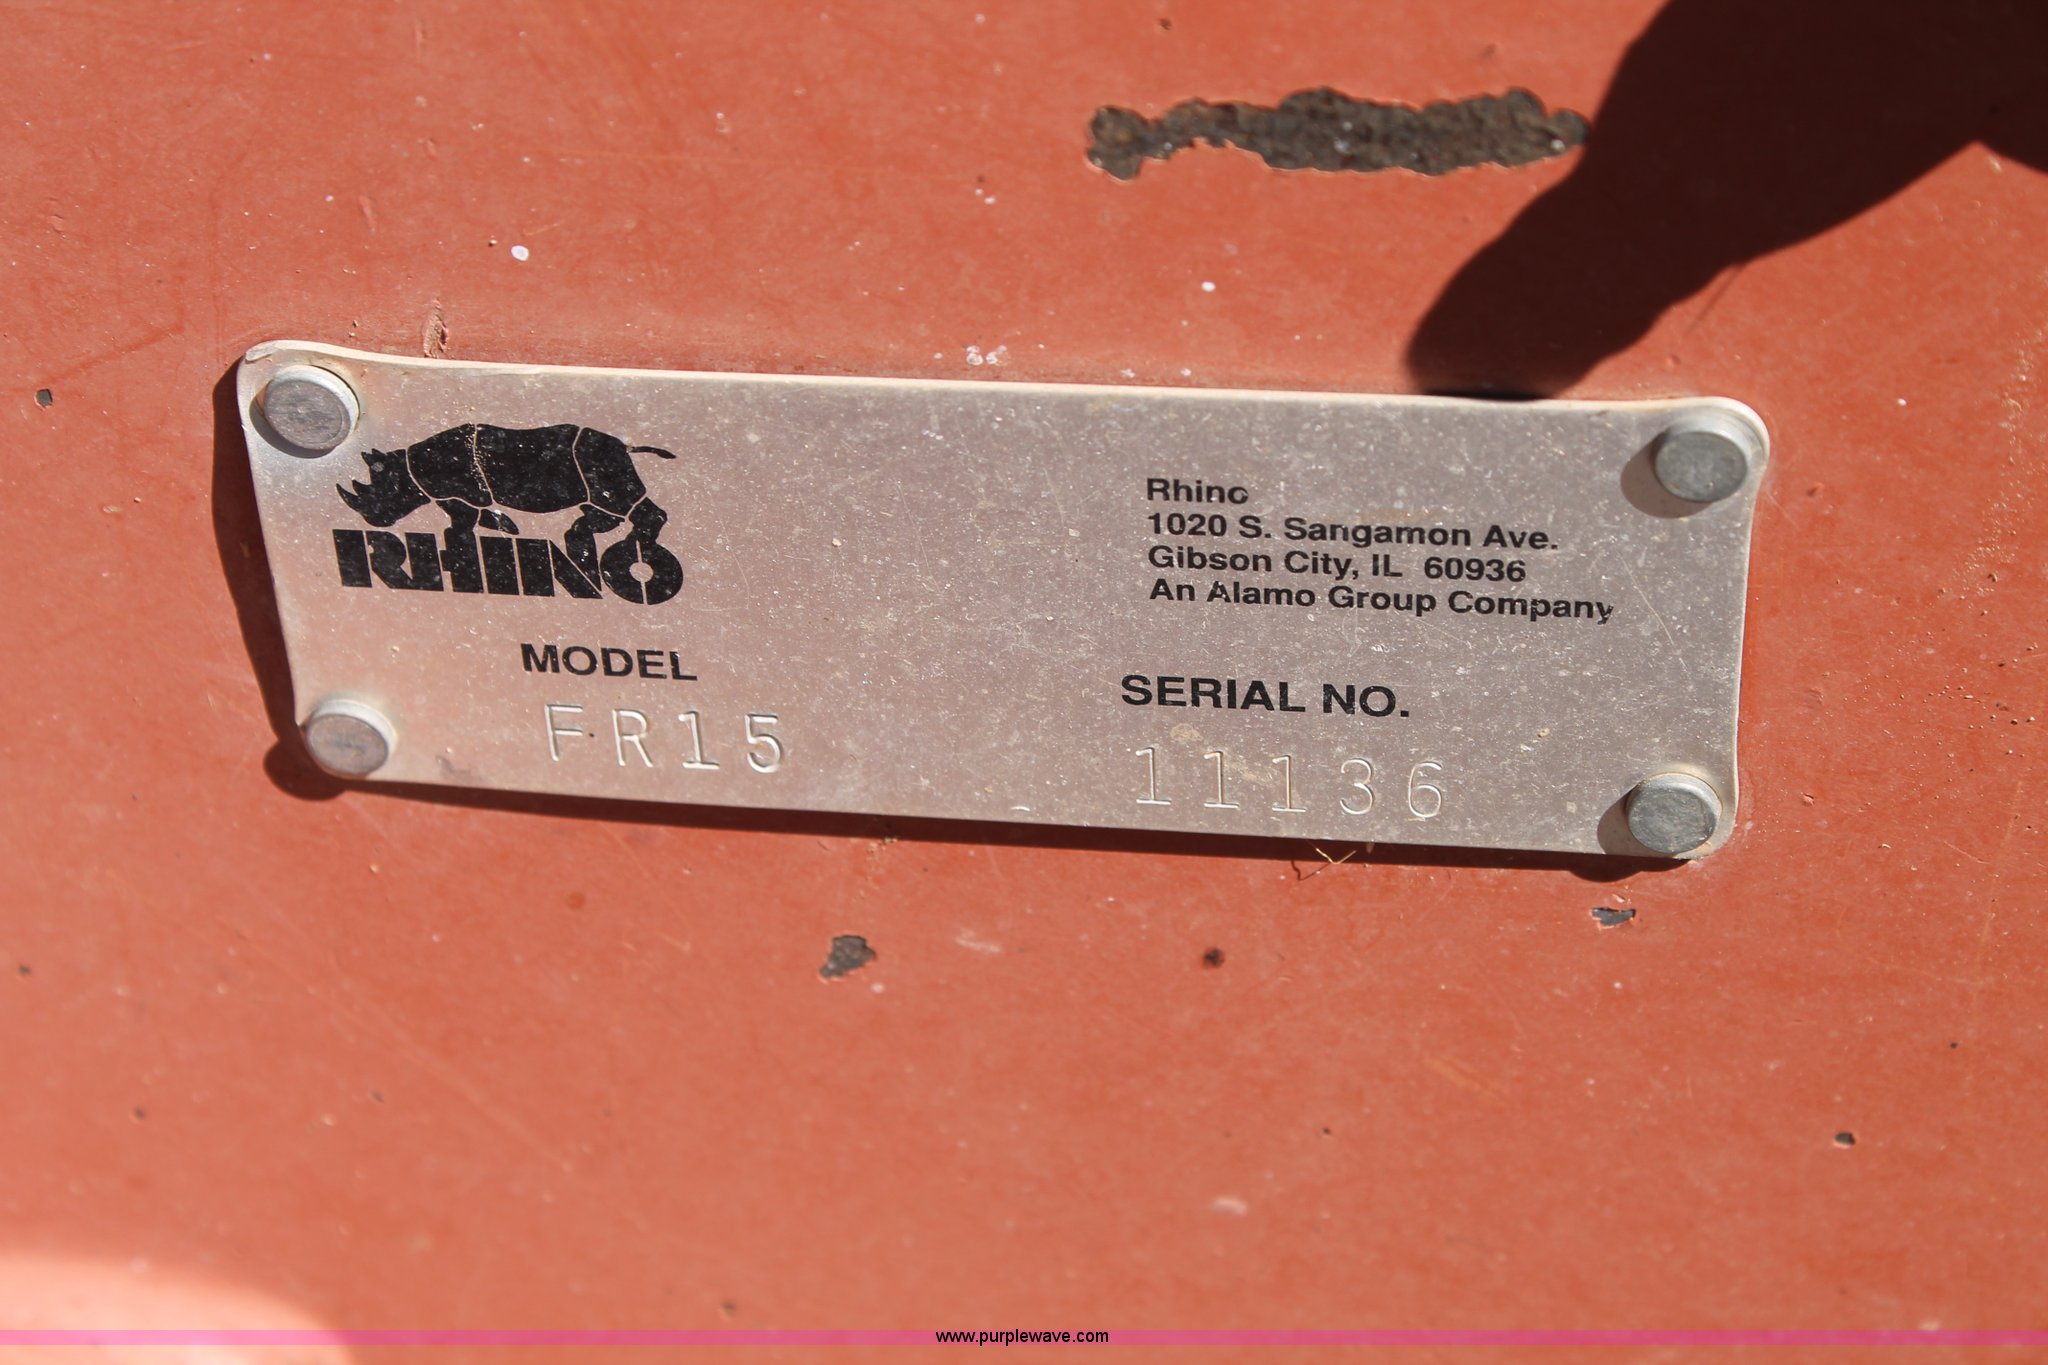 RHINO
Rhino
1020 S. Sangamon Ave.
Gibson City, IL 60936
An Alamo Group Company
MODEL
FR15
SERIAL NO.
11136
www.purplewave.com